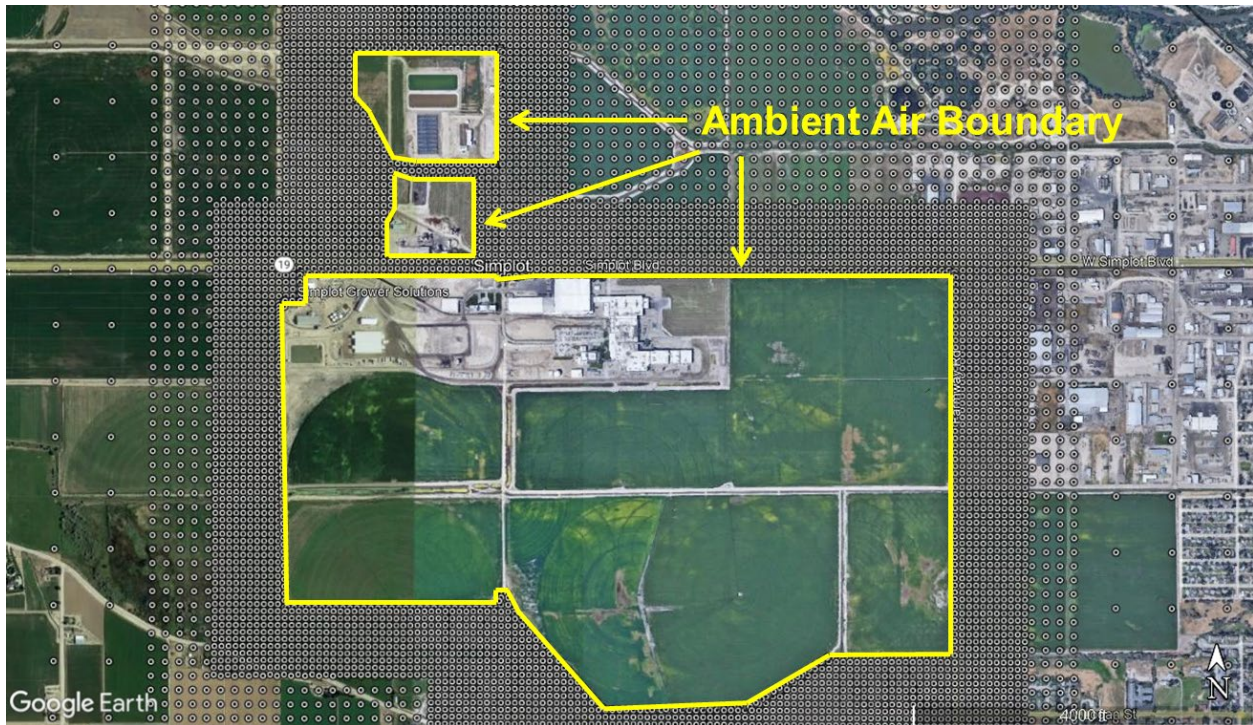 Ambient Air Boundary
19
Simplot
Simplot Blvd
W Simplot Blvd
Simplot Grower Solutions
N
Google Earth
4000 ft